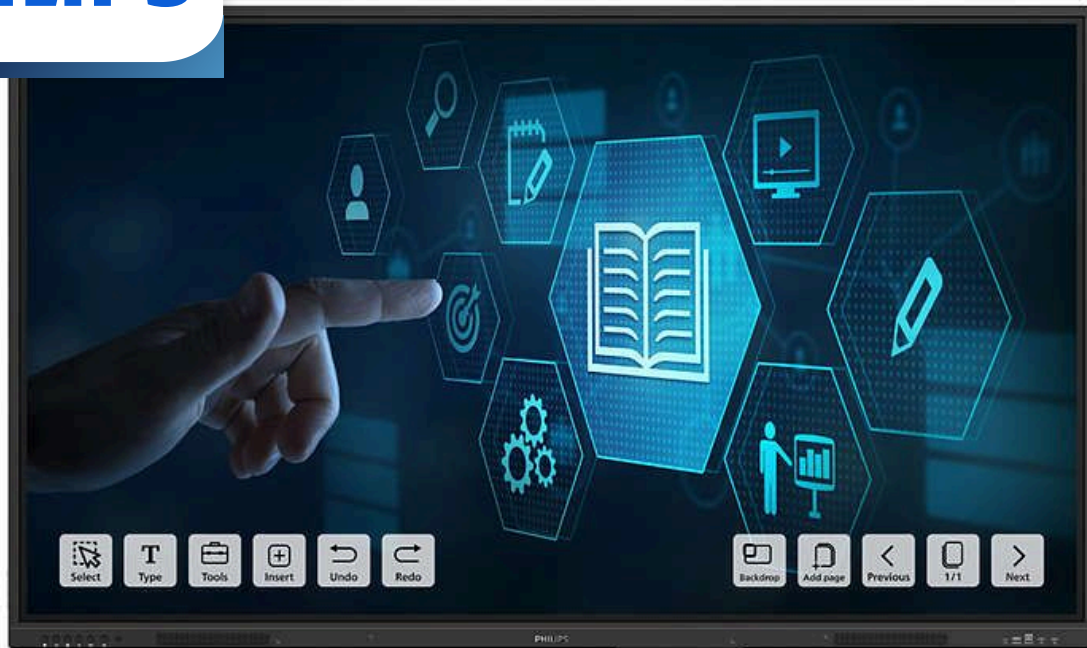 Select
Type
Tools
Insert
Undo
Redo
Backdrop
Add page
Previous
1/1
Next
PHILIPS